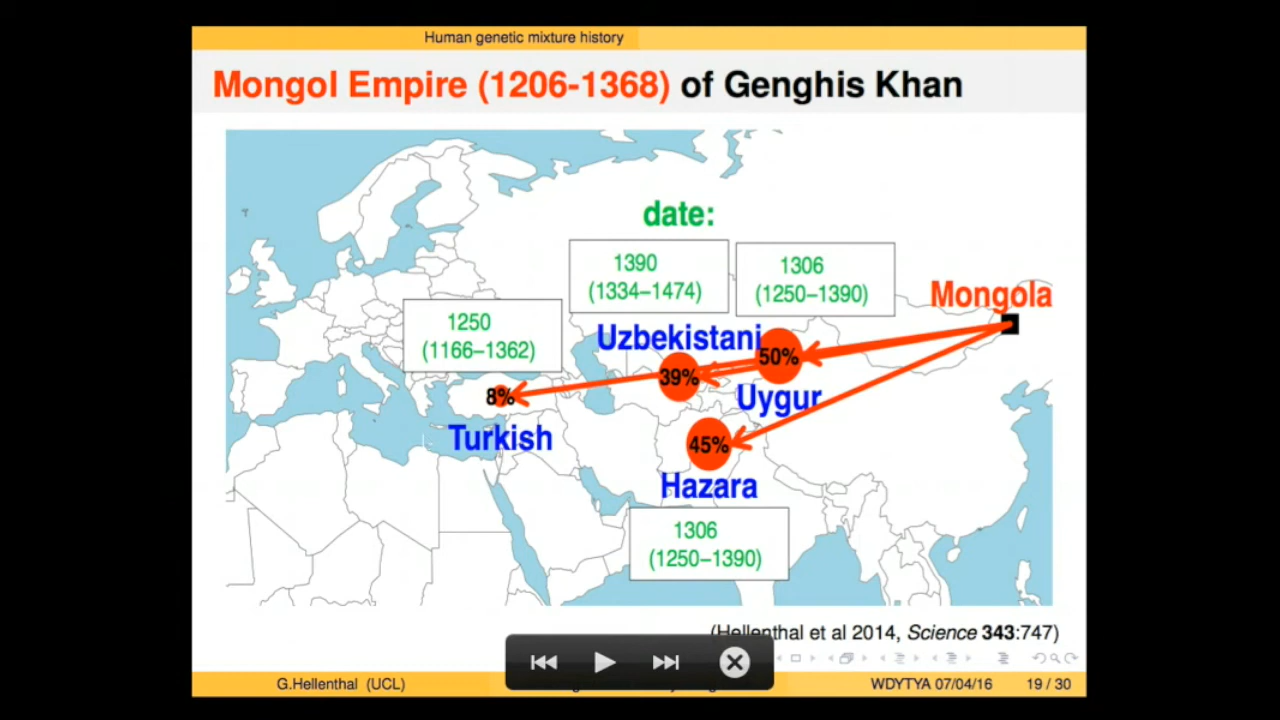 Human genetic mixture history
Mongol Empire (1206-1368) of Genghis Khan
date:
1390
(1334–1474)
1306
(1250–1390)
Mongola
1250
(1166–1362)
Uzbekistani
50%
39%
8%
Uygur
Turkish
45%
Hazara
1306
(1250–1390)
(Hellenthal et al 2014, Science 343:747)
G.Hellenthal (UCL)
WDYTYA 07/04/16
19 / 30